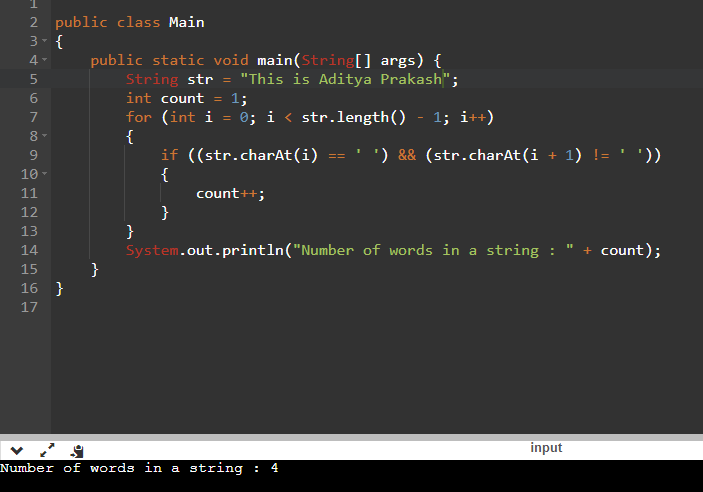 1
2 public class Main
3 {
4     public static void main(String[] args) {
5         String str = "This is Aditya Prakash";
6         int count = 1;
7         for (int i = 0; i < str.length() - 1; i++)
8         {
9             if ((str.charAt(i) == ' ') && (str.charAt(i + 1) != ' '))
10             {
11                 count++;
12             }
13         }
14         System.out.println("Number of words in a string : " + count);
15     }
16 }
17
input
Number of words in a string : 4